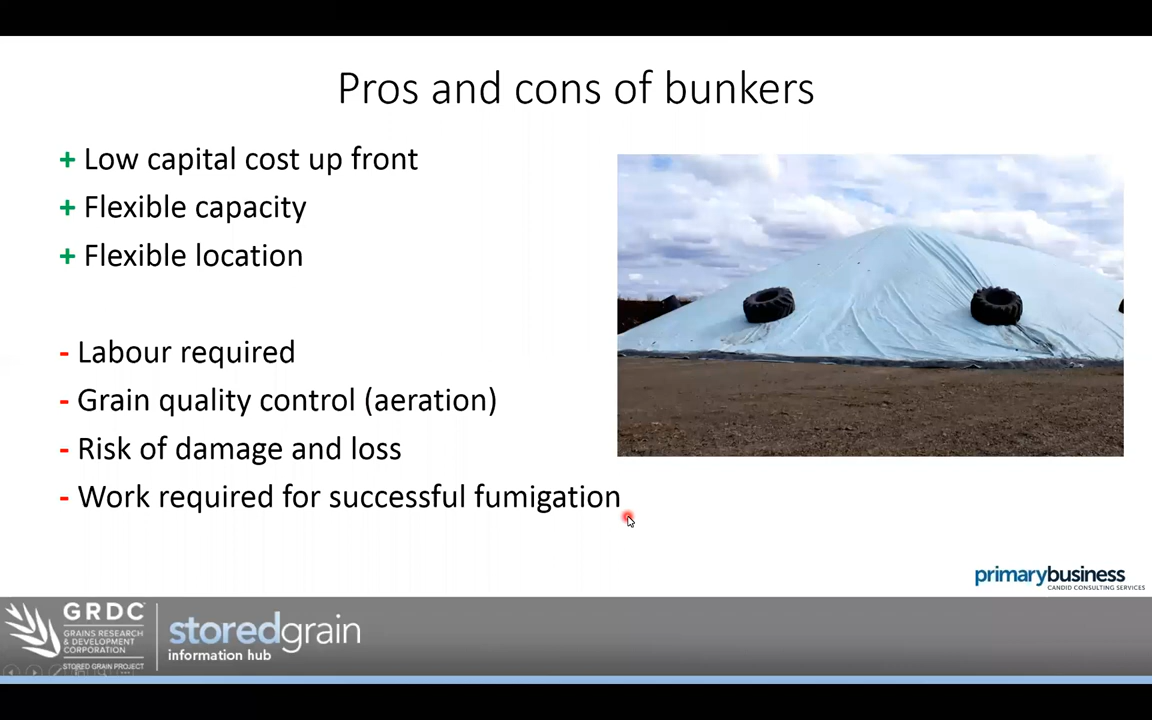 Pros and cons of bunkers
+ Low capital cost up front
+ Flexible capacity
+ Flexible location
- Labour required
- Grain quality control (aeration)
- Risk of damage and loss
- Work required for successful fumigation
primarybusiness
CANDID CONSULTING SERVICES
GRDC
GRAINS RESEARCH
& DEVELOPMENT
CORPORATION
STORED GRAIN PROJECT
storedgrain
information hub